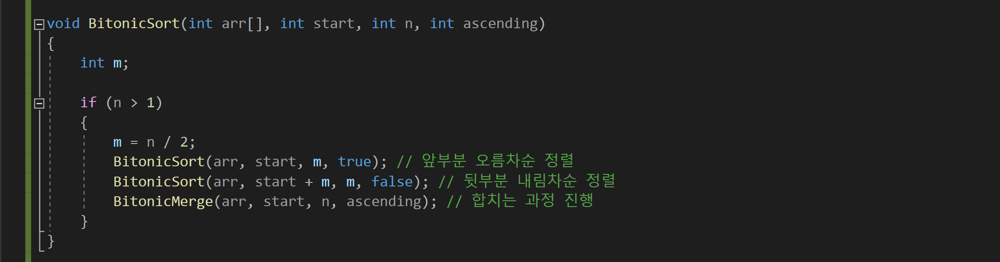 void BitonicSort(int arr[], int start, int n, int ascending)
{
    int m;
    if (n > 1)
    {
        m = n / 2;
        BitonicSort(arr, start, m, true); // 앞부분 오름차순 정렬
        BitonicSort(arr, start + m, m, false); // 뒷부분 내림차순 정렬
        BitonicMerge(arr, start, n, ascending); // 합치는 과정 진행
    }
}